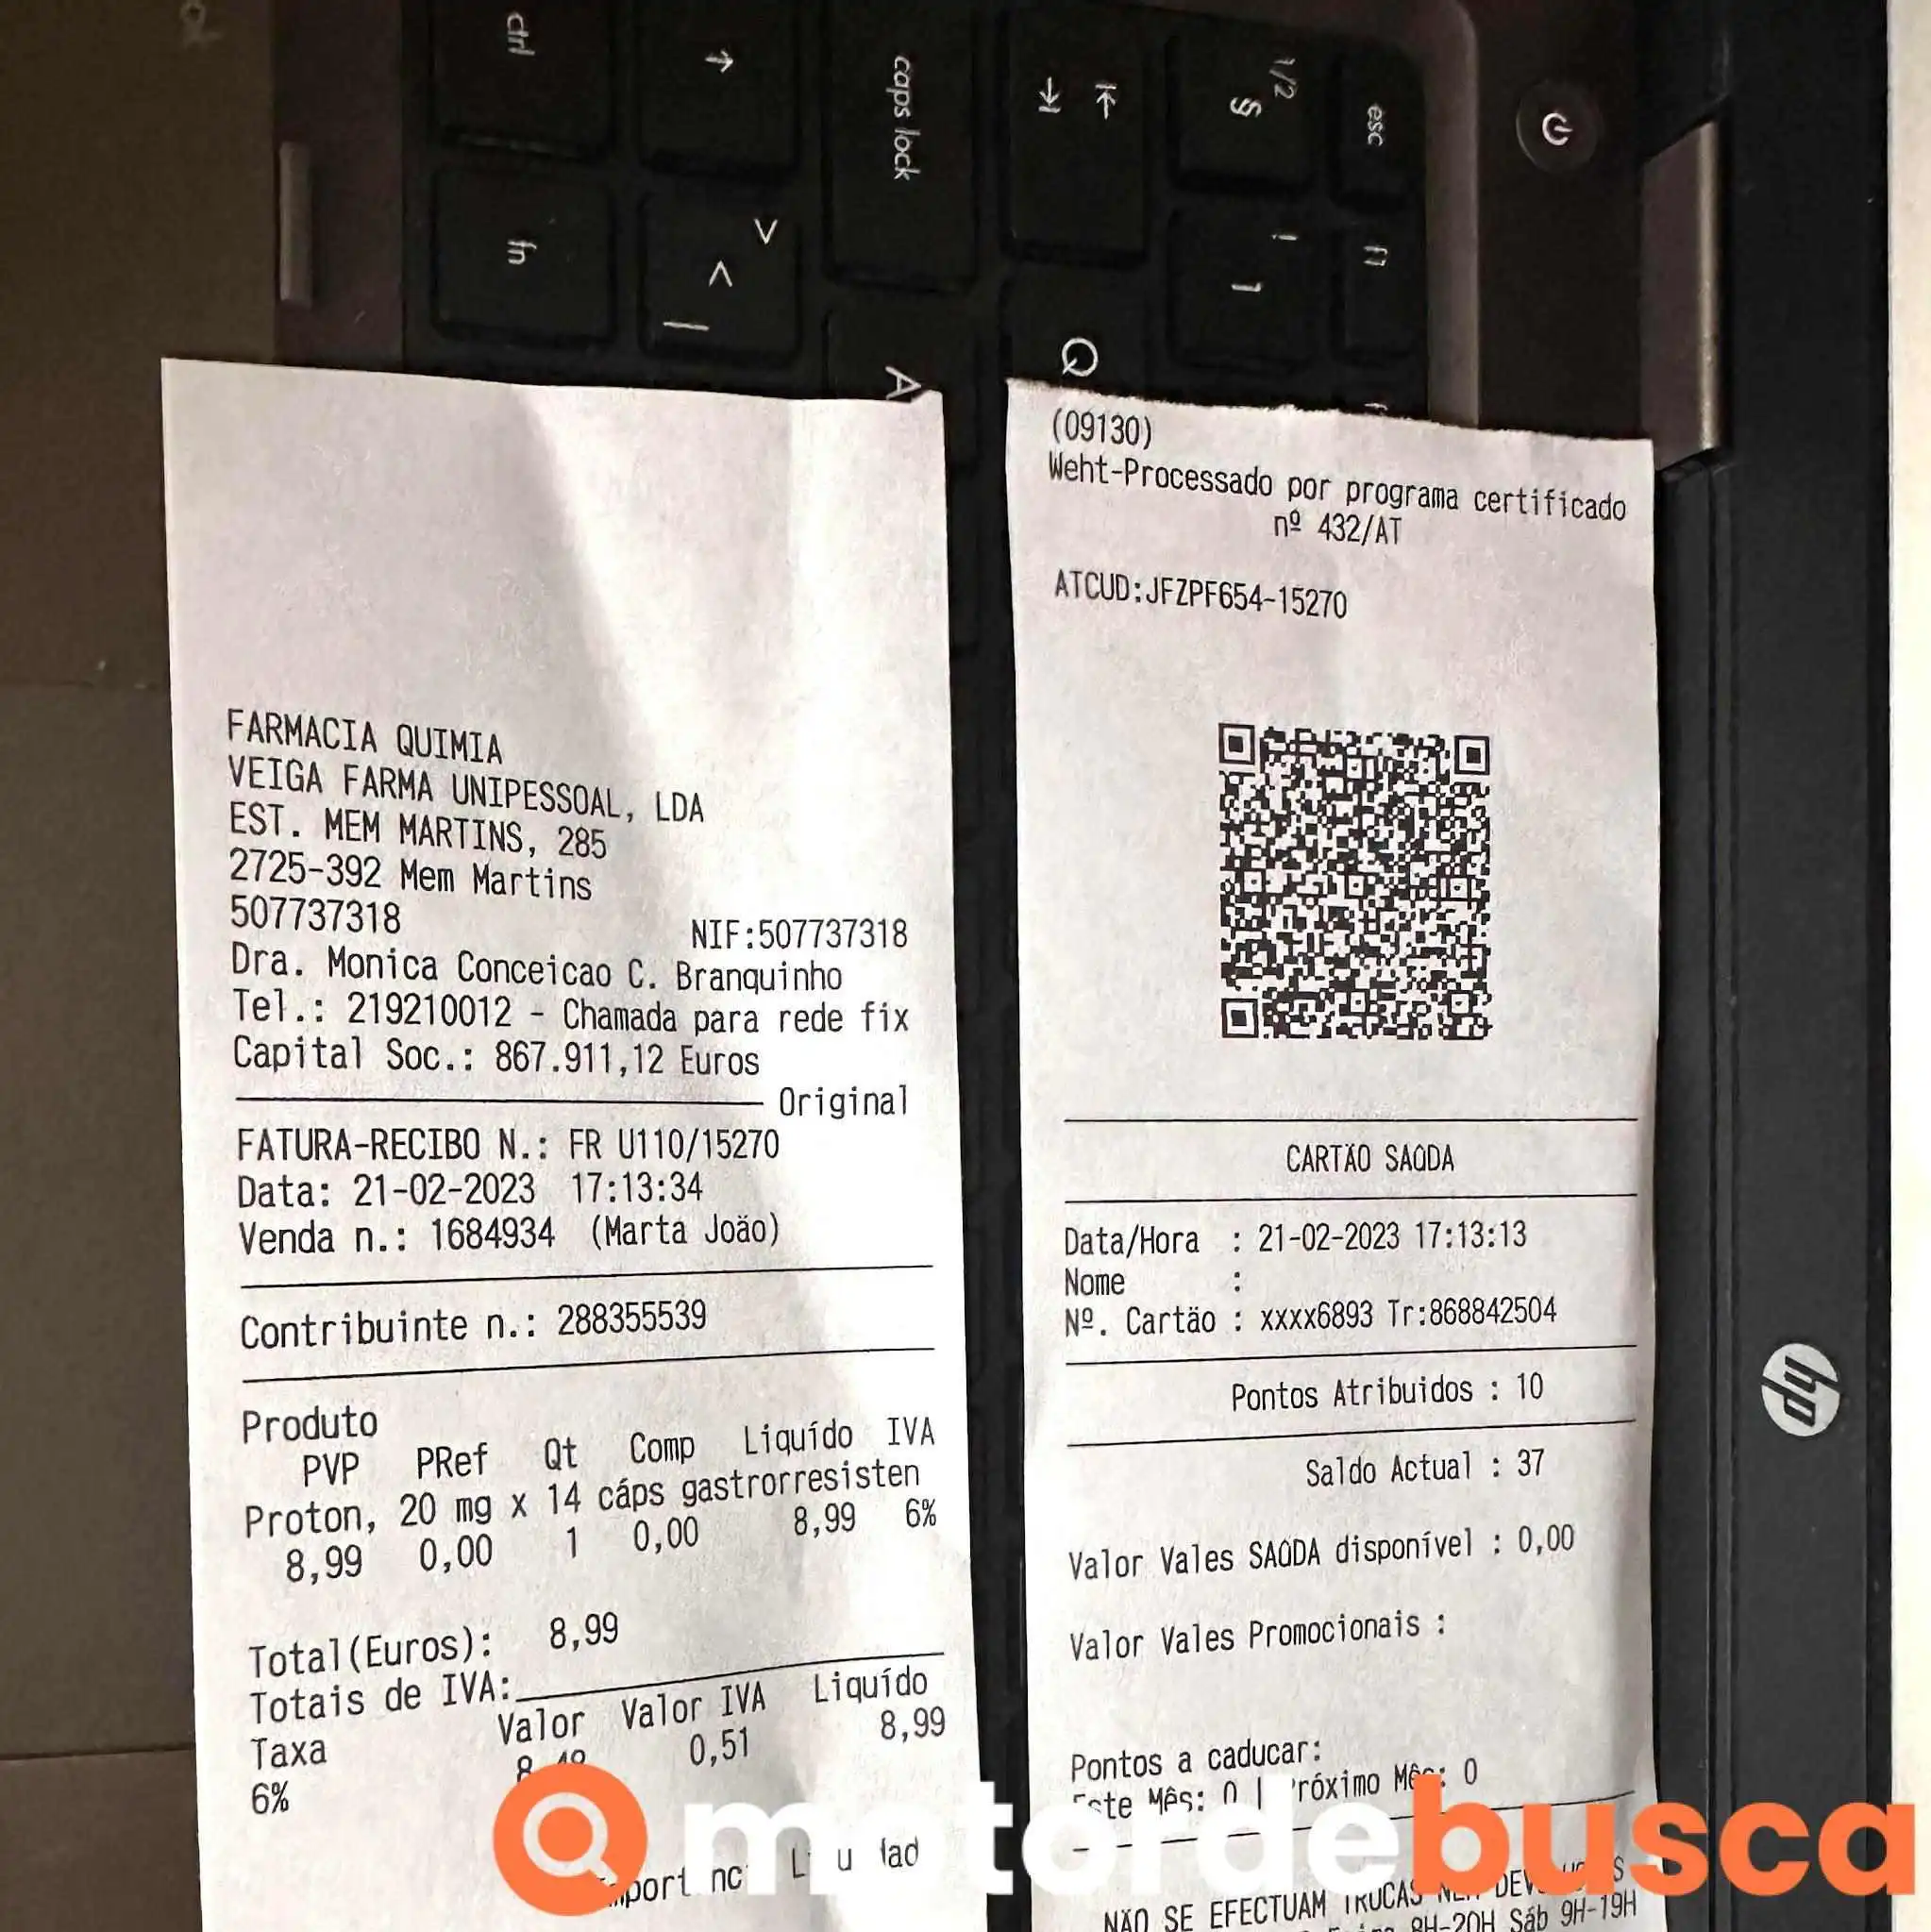 ctrl
caps lock
1/2
§
esc
fn
f1
!
1
A
Q
FARMACIA QUIMIA
VEIGA FARMA UNIPESSOAL, LDA
EST. MEM MARTINS, 285
2725-392 Mem Martins
507737318 NIF:507737318
Dra. Monica Conceicao C. Branquinho
Tel.: 219210012 - Chamada para rede fix
Capital Soc.: 867.911,12 Euros
Original
FATURA-RECIBO N.: FR U110/15270
Data: 21-02-2023 17:13:34
Venda n.: 1684934 (Marta João)
Contribuinte n.: 288355539
Produto
PVP PRef Qt Comp Liquído IVA
Proton, 20 mg x 14 cáps gastrorresisten
8,99 0,00 1 0,00 8,99 6%
Total(Euros): 8,99
Totais de IVA:
Taxa Valor Valor IVA Liquído
6% 0,51 8,99
(09130)
Weht-Processado por programa certificado
nº 432/AT
ATCUD:JFZPF654-15270
CARTÃO SAÚDA
Data/Hora : 21-02-2023 17:13:13
Nome :
Nº. Cartão : xxxx6893 Tr:868842504
Pontos Atribuidos : 10
Saldo Actual : 37
Valor Vales SAÚDA disponível : 0,00
Valor Vales Promocionais :
Pontos a caducar:
Este Mês: 0 | Próximo Mês: 0
NÃO SE EFECTUAM TROCAS NEM DEVOLUÇÕES
8H-20H Sáb 9H-19H
hp
motordebusca